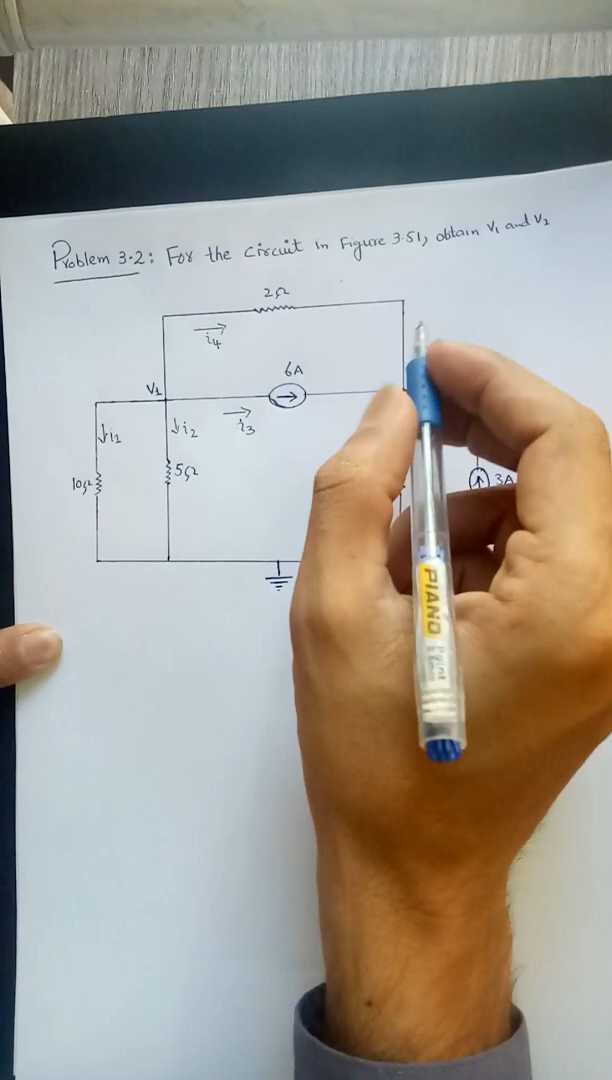 Problem 3.2: For the Circuit in Figure 3.51, obtain V₁ and V₂
2Ω
i₄
6A
V₁
i₁
i₂
i₃
10Ω
5Ω
3A
PIANO
Point